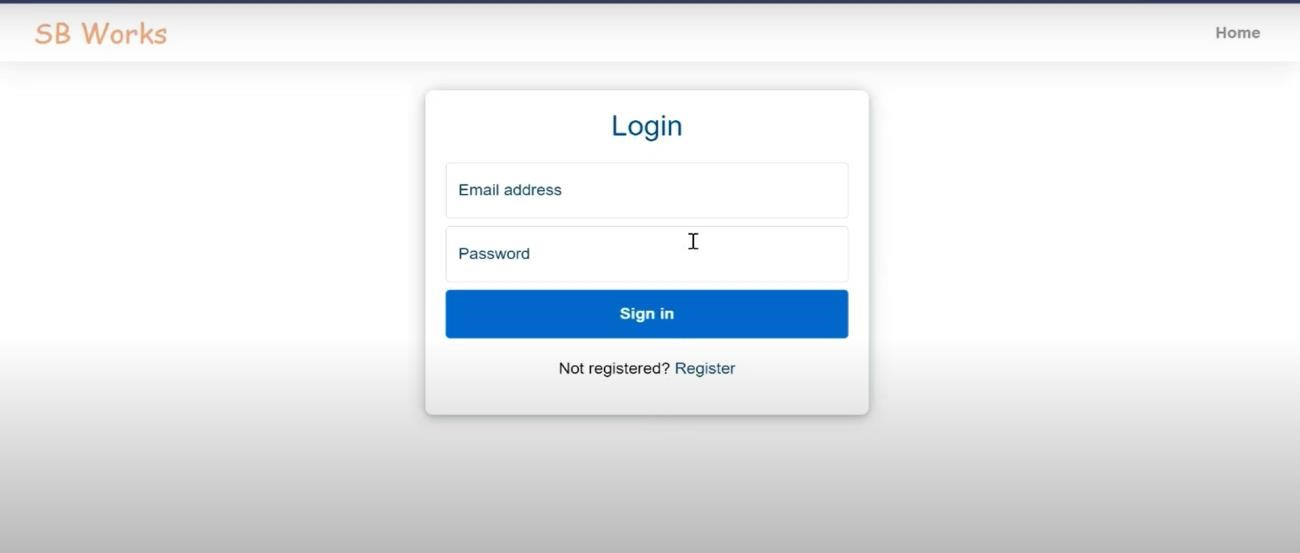 SB Works
Home
Login
Email address
Password
Sign in
Not registered? Register